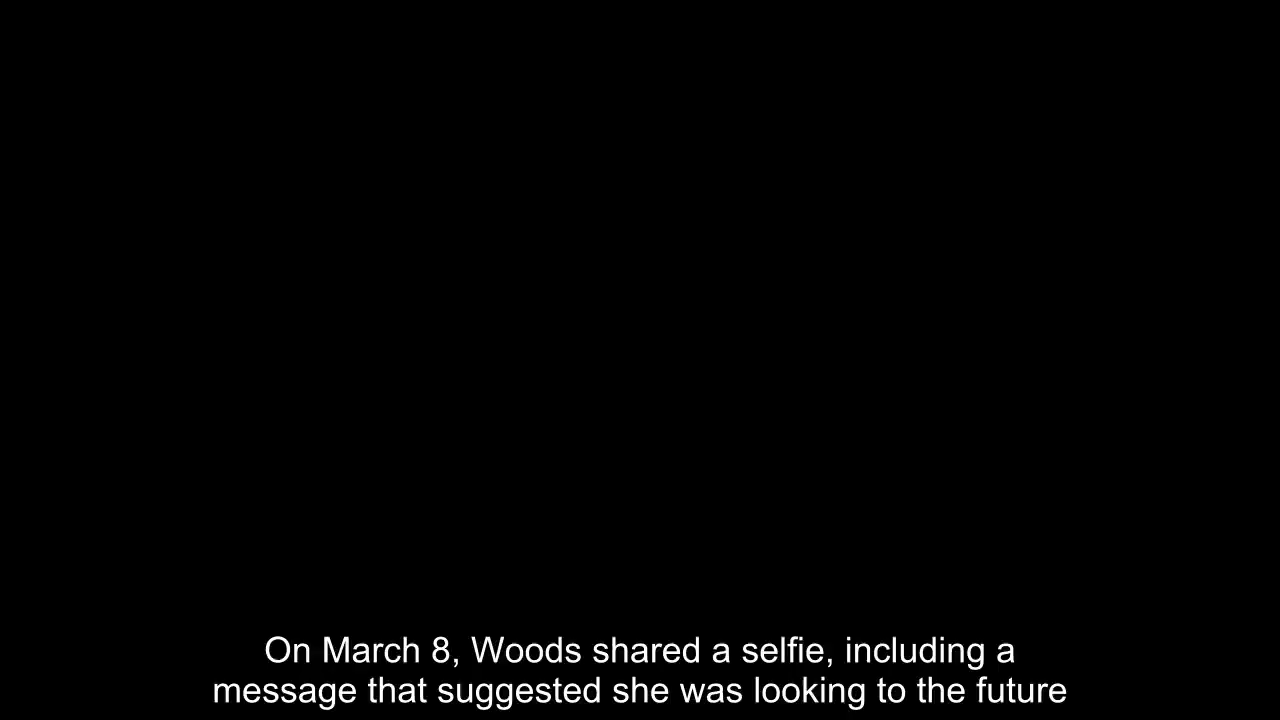 On March 8, Woods shared a selfie, including a
message that suggested she was looking to the future